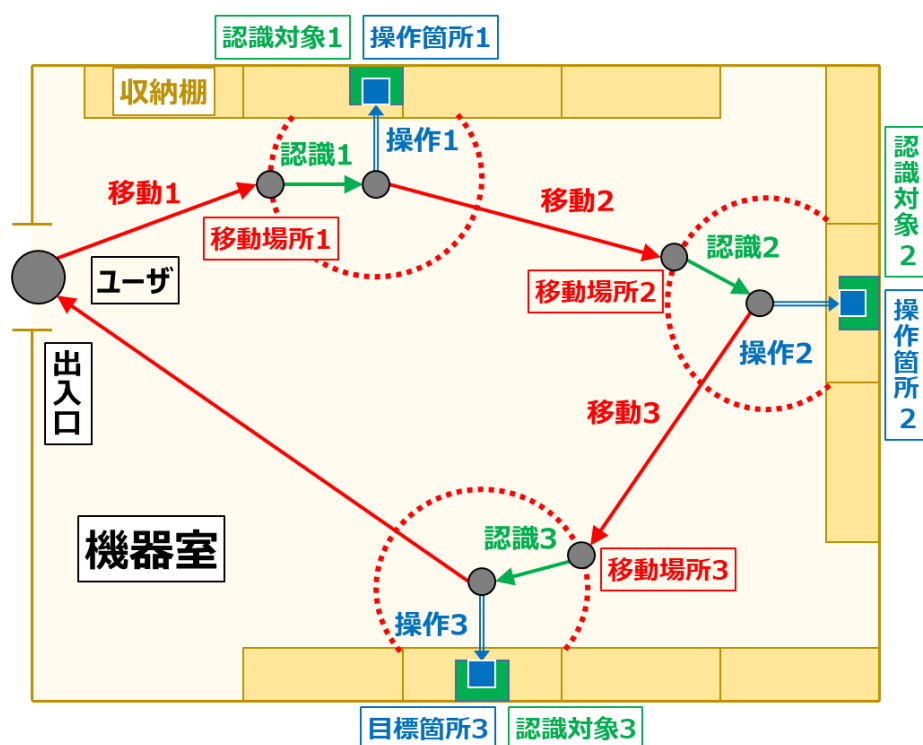 認識対象1
操作箇所1
収納棚
操作1
認識1
移動1
移動2
認識対象2
移動場所1
認識2
ユーザ
移動場所2
操作箇所2
操作2
出入口
移動3
機器室
認識3
移動場所3
操作3
目標箇所3
認識対象3